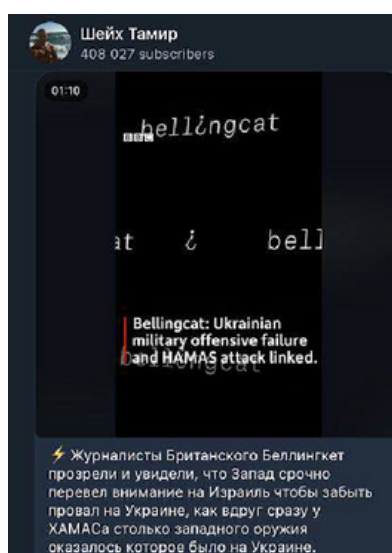 Шейх Тамир
408 027 subscribers
01:10
BBC
bellingcat
at ¿ bell
Bellingcat: Ukrainian
military offensive failure
and HAMAS attack linked.
bellingcat
⚡ Журналисты Британского Беллингкет
прозрели и увидели, что Запад срочно
перевел внимание на Израиль чтобы забыть
провал на Украине, как вдруг сразу у
ХАМАСа столько западного оружия
оказалось которое было на Украине.